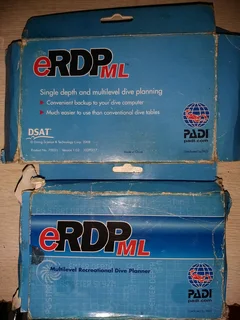 eRDPML
Single depth and multilevel dive planning
Convenient backup to your dive computer
Much easier to use than conventional dive tables
DSAT
PADI
padi.com
eRDPML
Multilevel Recreational Dive Planner
PADI
padi.com